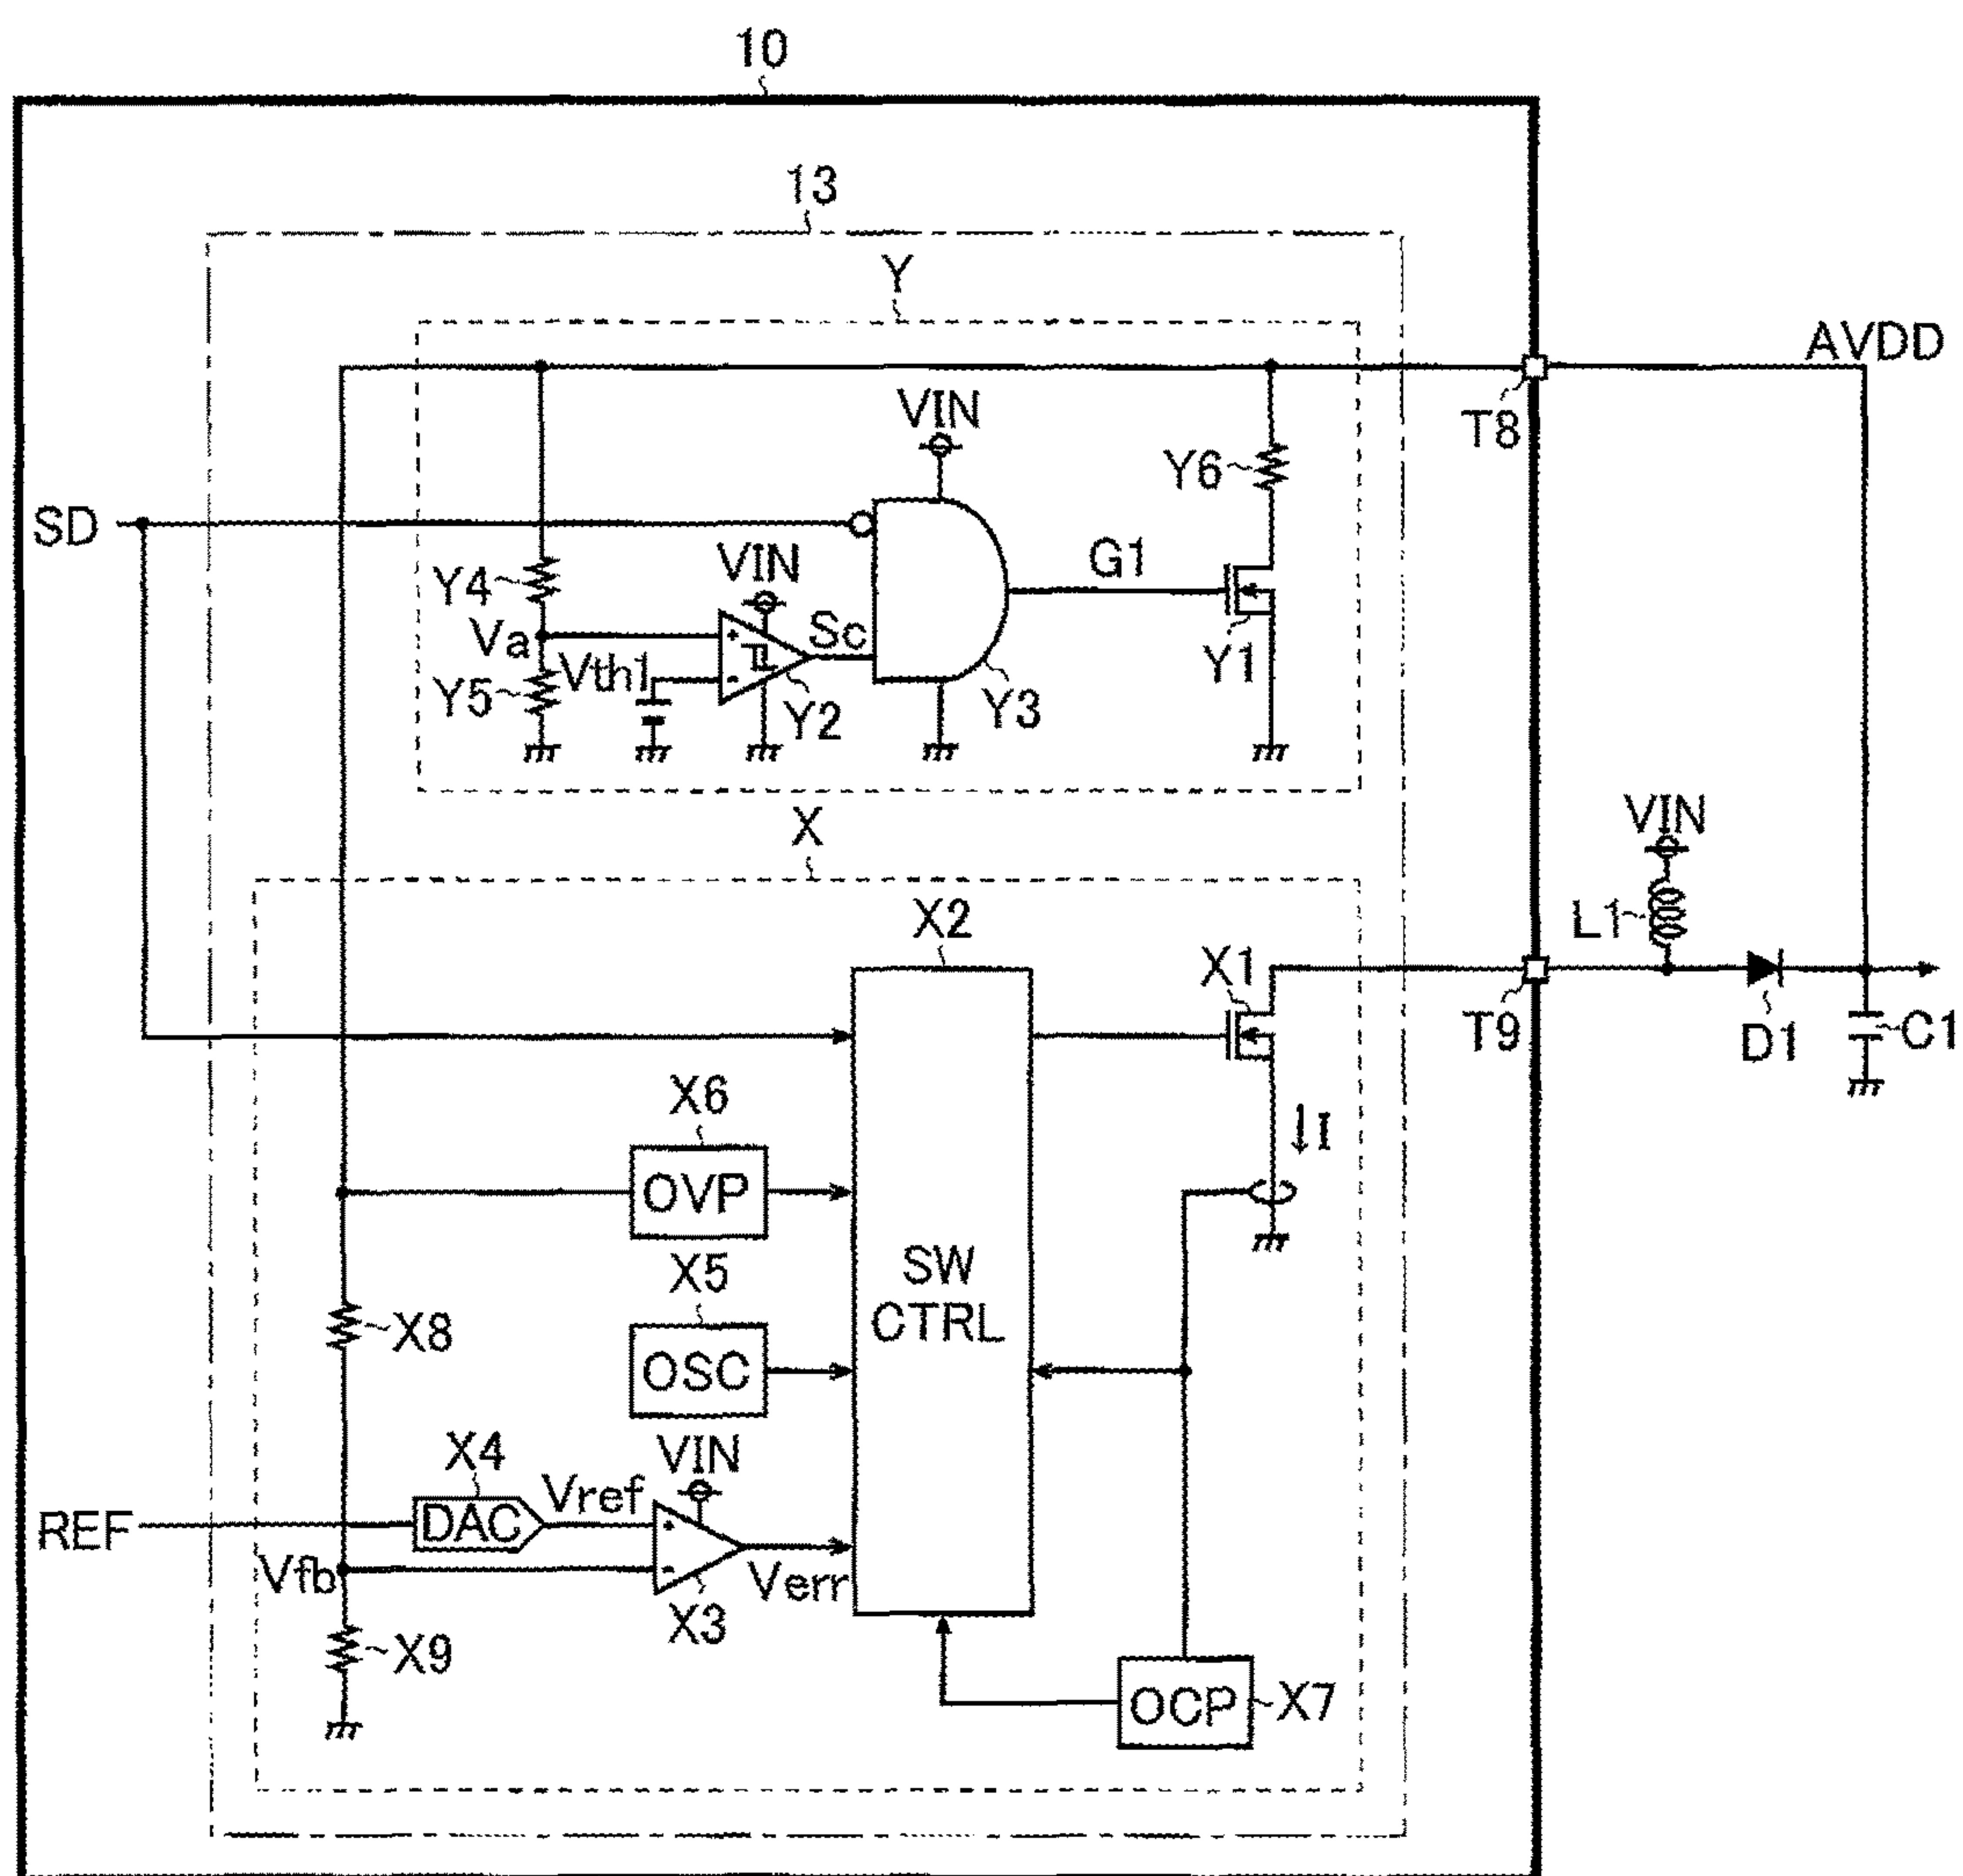 10
13
Y
AVDD
VIN
T8
Y6
SD
VIN
G1
Y4
Sc
Va
Vth1
Y1
Y5
Y2
Y3
VIN
X
X2
L1
X1
T9
D1
C1
X6
I
OVP
X5
SW
CTRL
X8
OSC
X4
VIN
Vref
REF
DAC
Vfb
Verr
X3
X9
OCP
X7